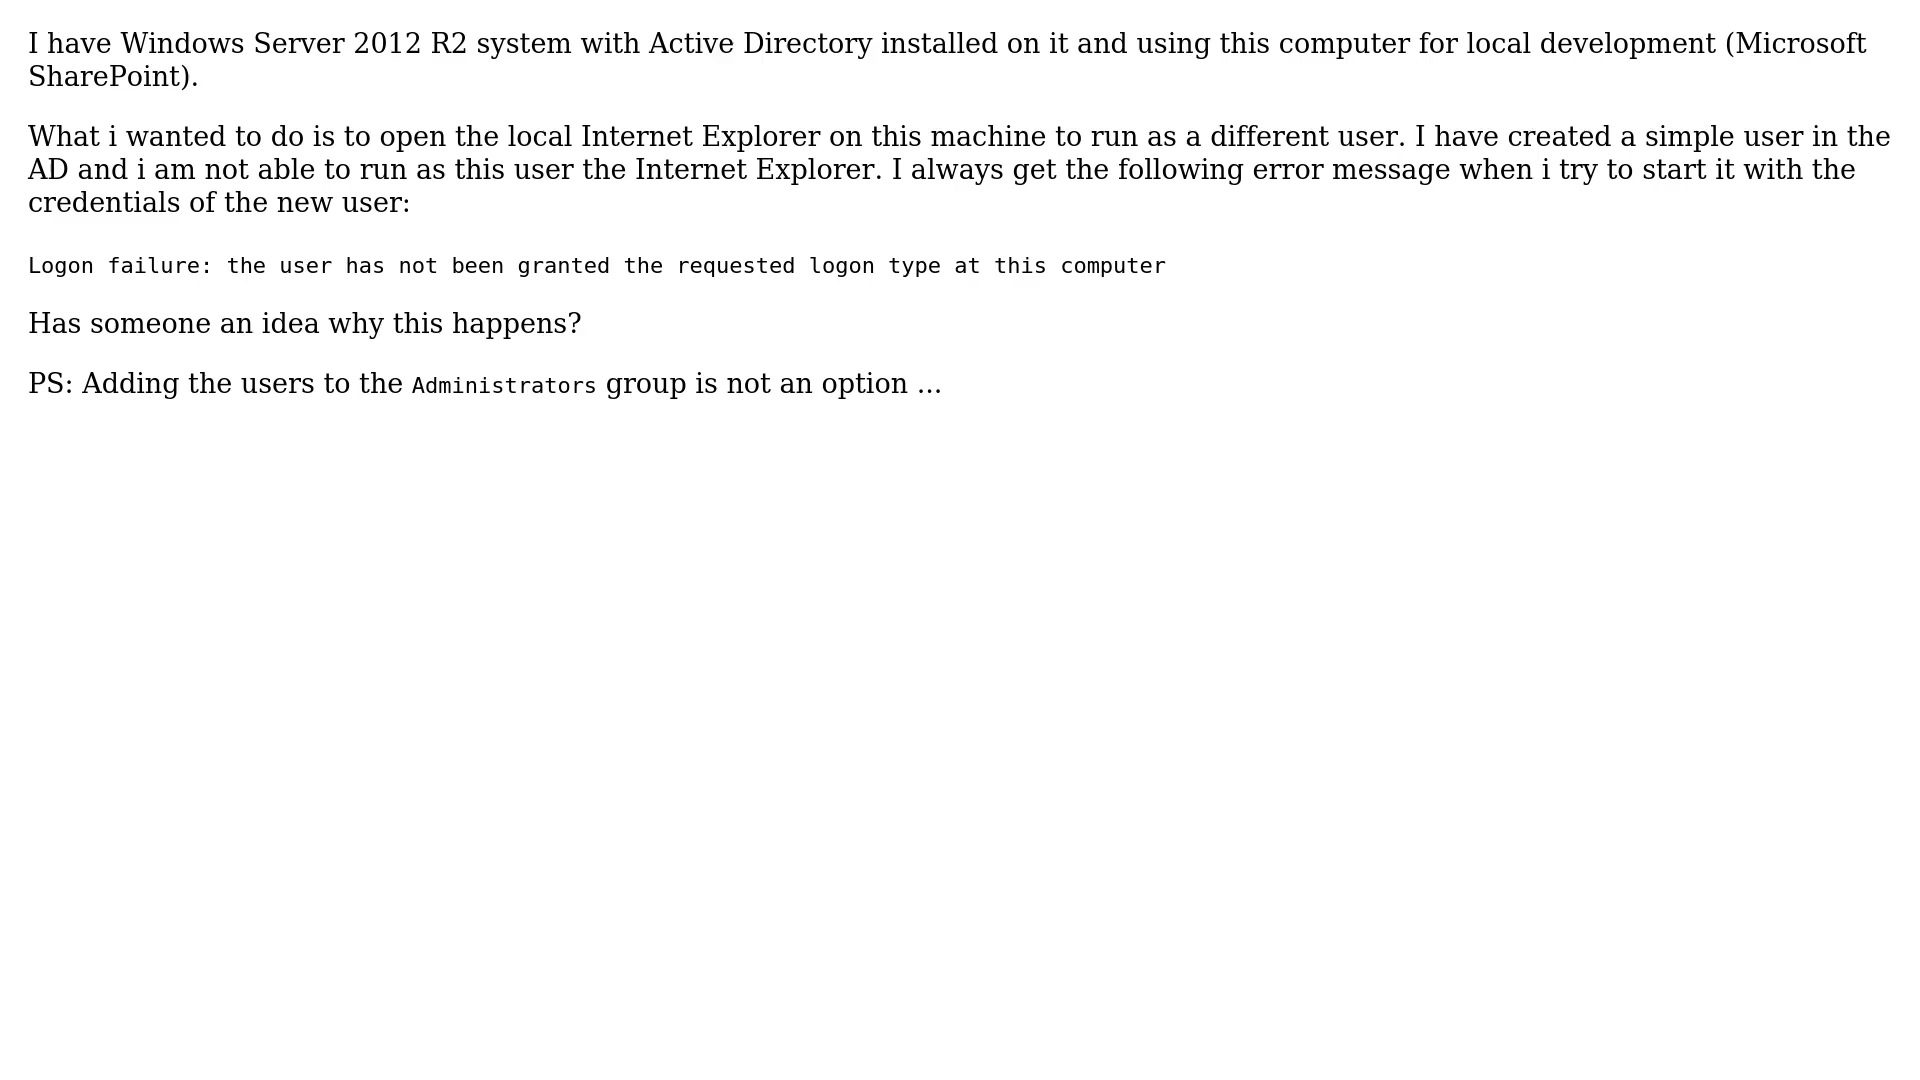 I have Windows Server 2012 R2 system with Active Directory installed on it and using this computer for local development (Microsoft
SharePoint).
What i wanted to do is to open the local Internet Explorer on this machine to run as a different user. I have created a simple user in the
AD and i am not able to run as this user the Internet Explorer. I always get the following error message when i try to start it with the
credentials of the new user:
Logon failure: the user has not been granted the requested logon type at this computer
Has someone an idea why this happens?
PS: Adding the users to the Administrators group is not an option ...